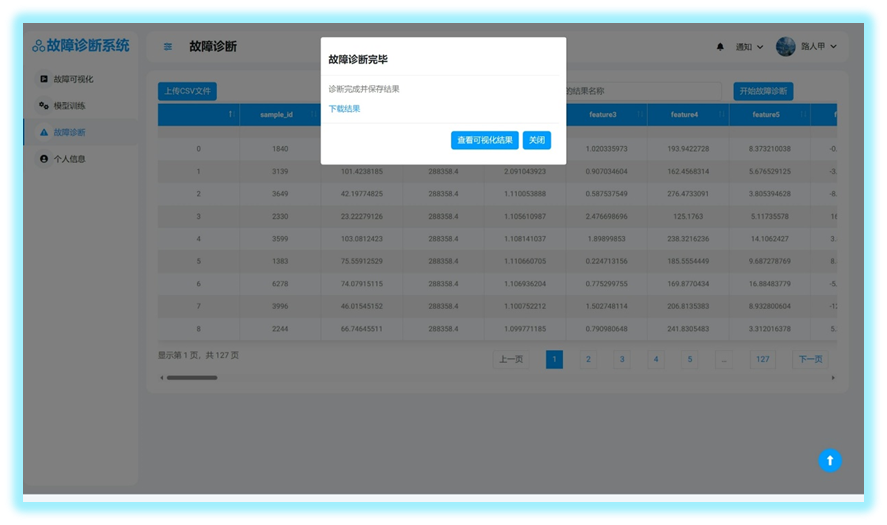 故障诊断系统
故障诊断
通知
路人甲
故障可视化
模型训练
故障诊断
个人信息
故障诊断完毕
诊断完成并保存结果
下载结果
查看可视化结果 关闭
上传CSV文件
的结果名称
开始故障诊断
sample_id feature3 feature4 feature5
0 1840 1.020335973 193.9422728 8.373210038 -0.
1 3139 101.4238185 288358.4 2.091043923 0.907034604 162.4568314 5.676529125 -3.
2 3649 42.19774825 288358.4 1.110053888 0.587537549 276.4733091 3.805394628
3 2330 23.22279126 288358.4 1.105610987 2.476698696 125.1763 5.11735578
4 3599 103.0812423 288358.4 1.108141037 1.89899853 238.3216236 14.1062427 3.
5 1383 75.55912529 288358.4 1.110660705 0.224713156 185.5554449 9.687278769 8.
6 6278 74.07915115 288358.4 1.106936204 0.775299755 169.8770434 16.88483779 -5.
7 3996 46.01545152 288358.4 1.100752212 1.502748114 206.8135383 8.932800604
8 2244 66.74645511 288358.4 1.099771185 0.790980648 241.8305483 3.312016378 5.
显示第 1 页，共 127 页
上一页 1 2 3 4 5 … 127 下一页